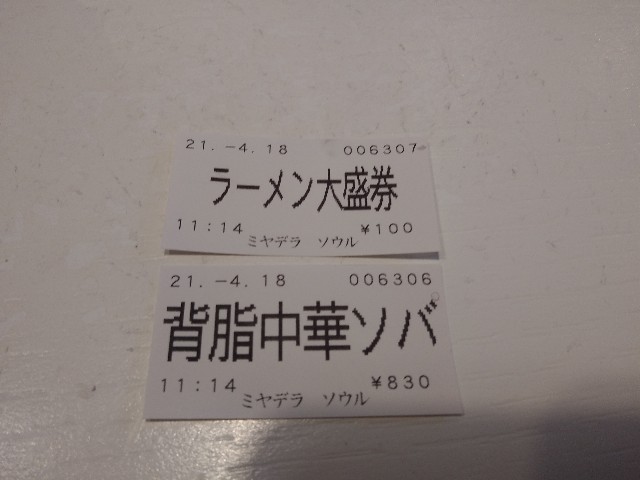 21.-4.18 006307
ラーメン大盛券
11:14 ¥100
ミヤデラ ソウル
21.-4.18 006306
背脂中華ソバ
11:14 ¥830
ミヤデラ ソウル